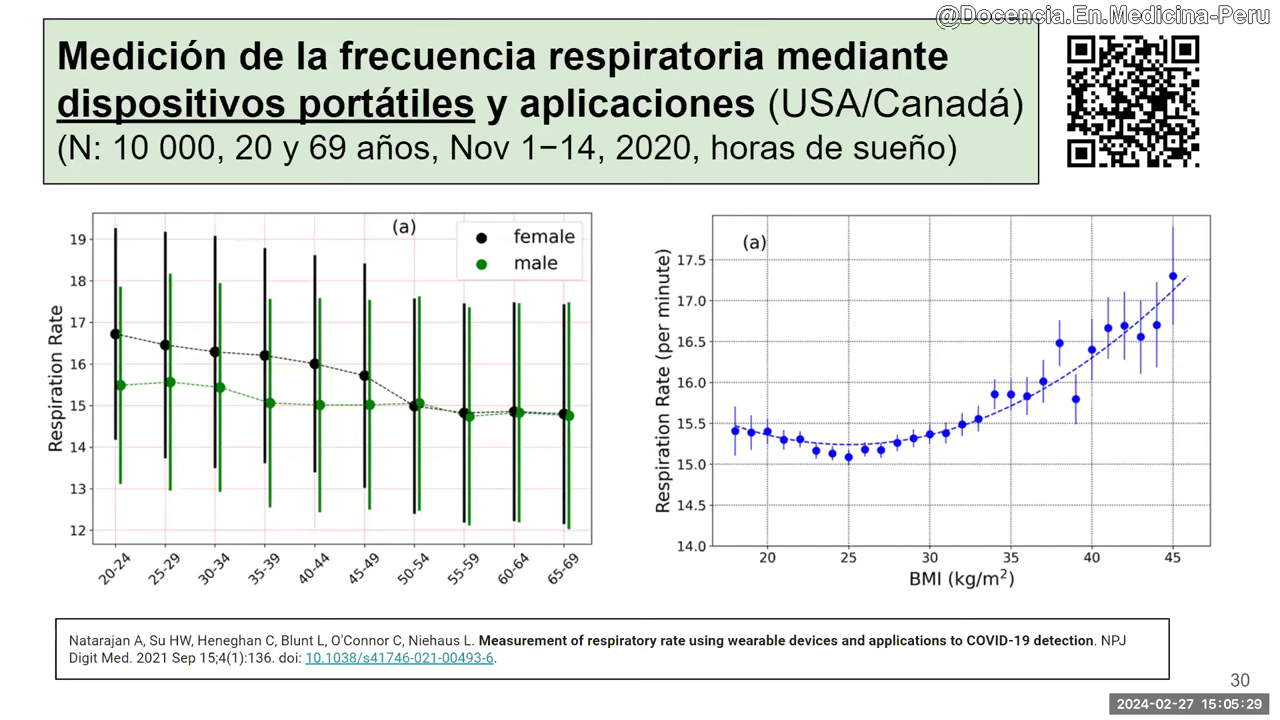 @Docencia.En.Medicina-Peru
Medición de la frecuencia respiratoria mediante
dispositivos portátiles y aplicaciones (USA/Canadá)
(N: 10 000, 20 y 69 años, Nov 1−14, 2020, horas de sueño)
(a)
female
male
Respiration Rate
19
18
17
16
15
14
13
12
20-24
25-29
30-34
35-39
40-44
45-49
50-54
55-59
60-64
65-69
(a)
Respiration Rate (per minute)
17.5
17.0
16.5
16.0
15.5
15.0
14.5
14.0
20
25
30
35
40
45
BMI (kg/m²)
Natarajan A, Su HW, Heneghan C, Blunt L, O'Connor C, Niehaus L. Measurement of respiratory rate using wearable devices and applications to COVID-19 detection. NPJ
Digit Med. 2021 Sep 15;4(1):136. doi: 10.1038/s41746-021-00493-6.
30
2024-02-27 15:05:29